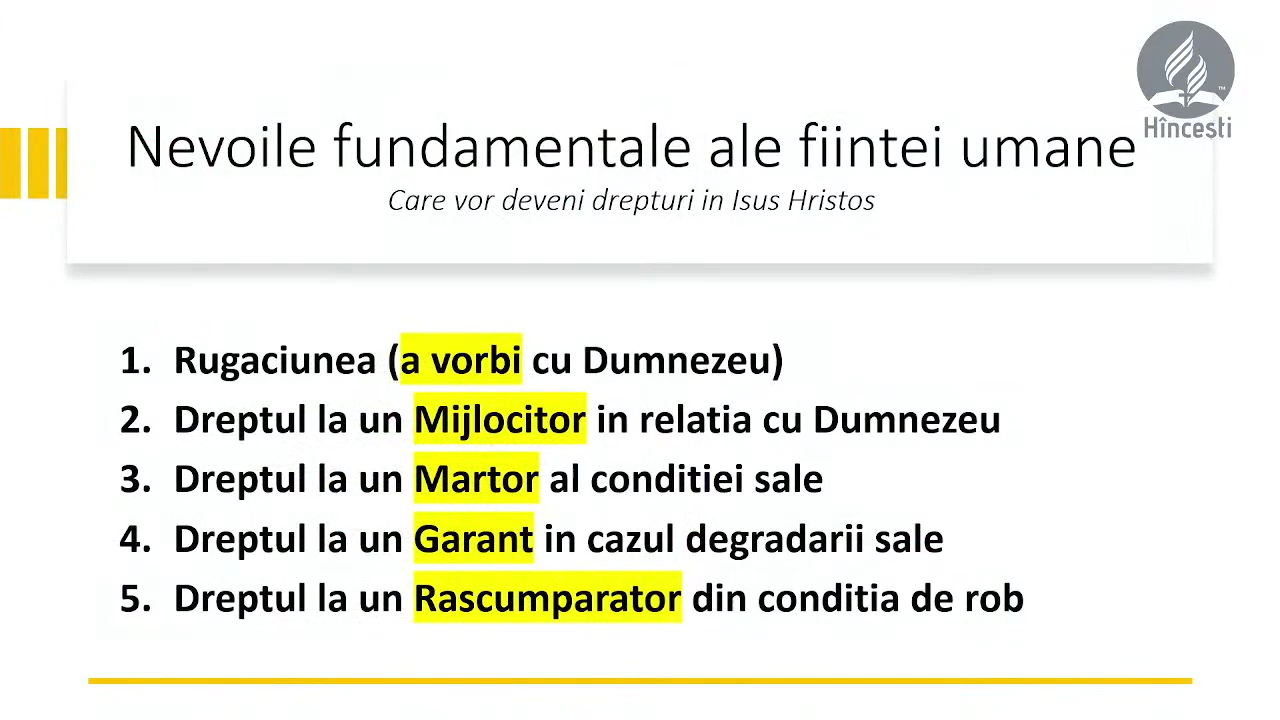 Hîncești
Nevoile fundamentale ale fiintei umane
Care vor deveni drepturi in Isus Hristos
1. Rugaciunea (a vorbi cu Dumnezeu)
2. Dreptul la un Mijlocitor in relatia cu Dumnezeu
3. Dreptul la un Martor al conditiei sale
4. Dreptul la un Garant in cazul degradarii sale
5. Dreptul la un Rascumparator din conditia de rob